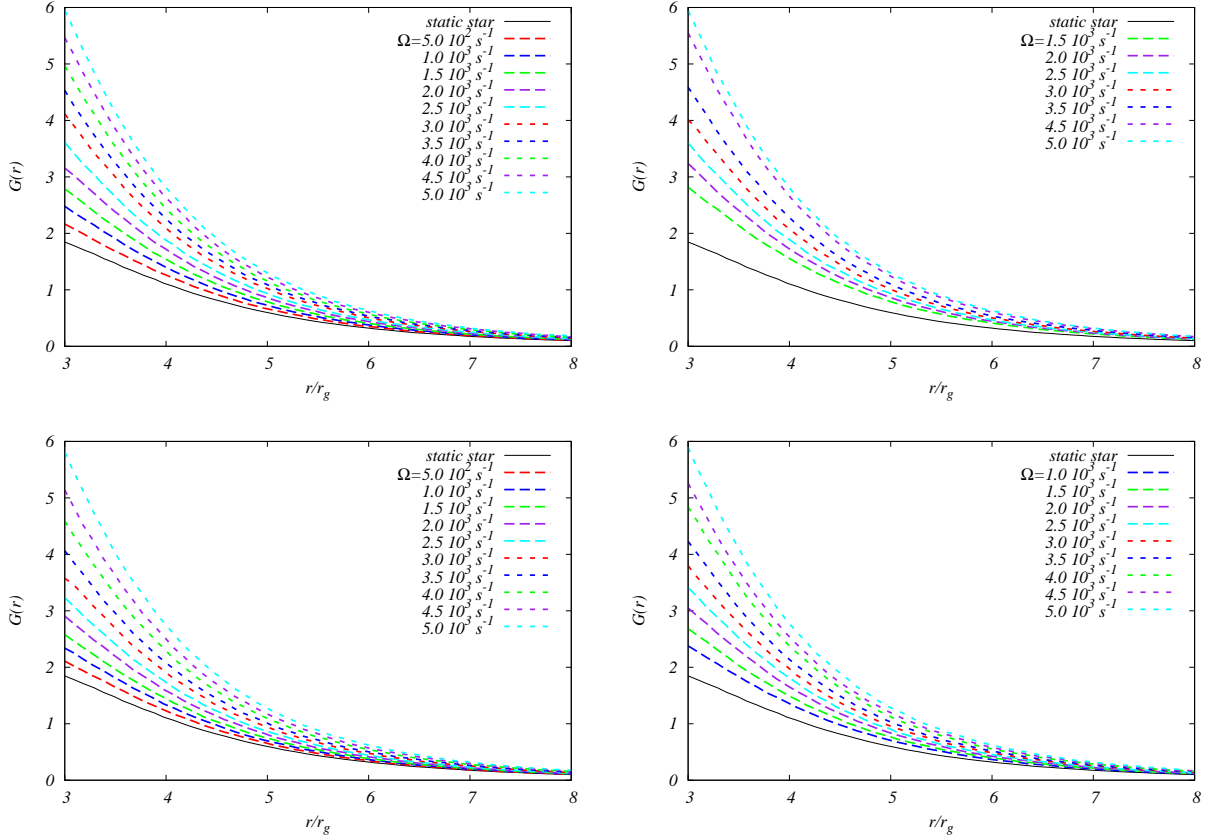 6
5
4
3
2
1
0
G(r)
3 4 5 6 7 8
r/r_g
static star
Ω=5.0 10^2 s^-1
1.0 10^3 s^-1
1.5 10^3 s^-1
2.0 10^3 s^-1
2.5 10^3 s^-1
3.0 10^3 s^-1
3.5 10^3 s^-1
4.0 10^3 s^-1
4.5 10^3 s^-1
5.0 10^3 s^-1
6
5
4
3
2
1
0
G(r)
3 4 5 6 7 8
r/r_g
static star
Ω=1.5 10^3 s^-1
2.0 10^3 s^-1
2.5 10^3 s^-1
3.0 10^3 s^-1
3.5 10^3 s^-1
4.5 10^3 s^-1
5.0 10^3 s^-1
6
5
4
3
2
1
0
G(r)
3 4 5 6 7 8
r/r_g
static star
Ω=5.0 10^2 s^-1
1.0 10^3 s^-1
1.5 10^3 s^-1
2.0 10^3 s^-1
2.5 10^3 s^-1
3.0 10^3 s^-1
3.5 10^3 s^-1
4.0 10^3 s^-1
4.5 10^3 s^-1
5.0 10^3 s^-1
6
5
4
3
2
1
0
G(r)
3 4 5 6 7 8
r/r_g
static star
Ω=1.0 10^3 s^-1
1.5 10^3 s^-1
2.0 10^3 s^-1
2.5 10^3 s^-1
3.0 10^3 s^-1
3.5 10^3 s^-1
4.0 10^3 s^-1
4.5 10^3 s^-1
5.0 10^3 s^-1